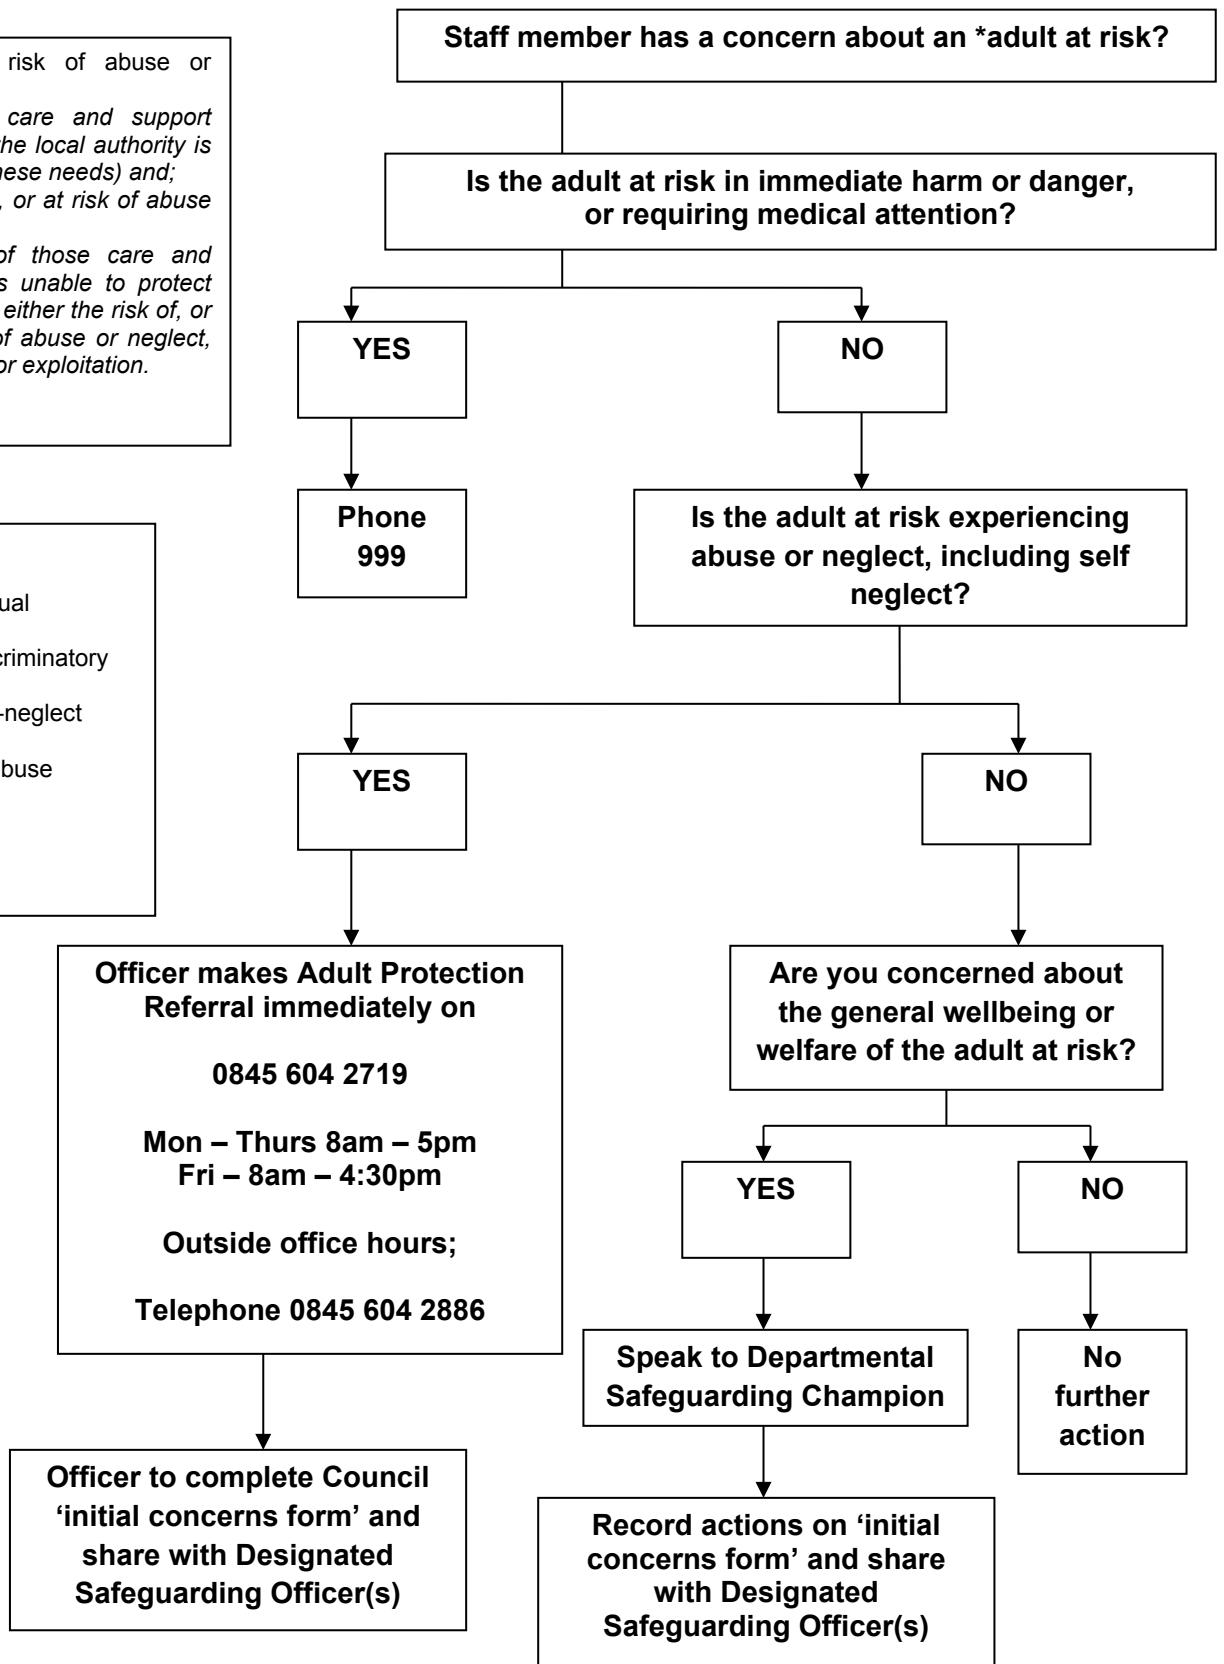 Staff member has a concern about an *adult at risk?
risk of abuse or
care and support
the local authority is
these needs) and;
, or at risk of abuse
of those care and
s unable to protect
either the risk of, or
of abuse or neglect,
or exploitation.
Is the adult at risk in immediate harm or danger,
or requiring medical attention?
YES
NO
Phone
999
Is the adult at risk experiencing
abuse or neglect, including self
neglect?
ual
criminatory
-neglect
buse
YES
NO
Officer makes Adult Protection
Referral immediately on
0845 604 2719
Mon – Thurs 8am – 5pm
Fri – 8am – 4:30pm
Outside office hours;
Telephone 0845 604 2886
Are you concerned about
the general wellbeing or
welfare of the adult at risk?
YES
NO
Speak to Departmental
Safeguarding Champion
No
further
action
Officer to complete Council
‘initial concerns form’ and
share with Designated
Safeguarding Officer(s)
Record actions on ‘initial
concerns form’ and share
with Designated
Safeguarding Officer(s)